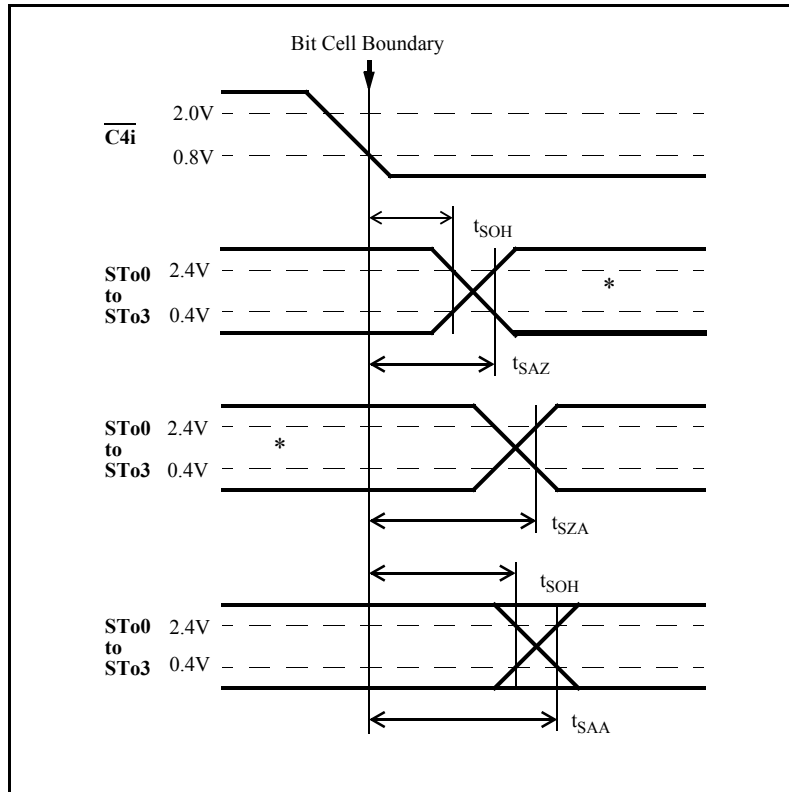 Bit Cell Boundary
2.0V
C4i
0.8V
tSOH
STo0 2.4V
to *
STo3 0.4V
tSAZ
STo0 2.4V
to *
STo3 0.4V
tSZA
tSOH
STo0 2.4V
to
STo3 0.4V
tSAA